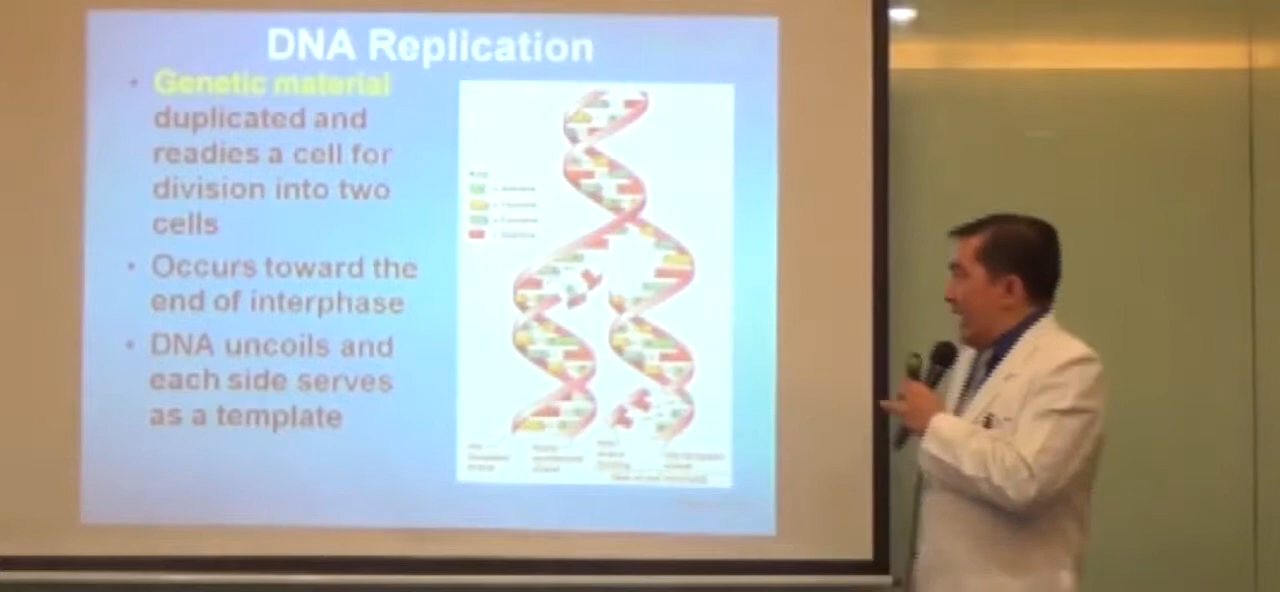 DNA Replication
• Genetic material
duplicated and
readies a cell for
division into two
cells
• Occurs toward the
end of interphase
• DNA uncoils and
each side serves
as a template